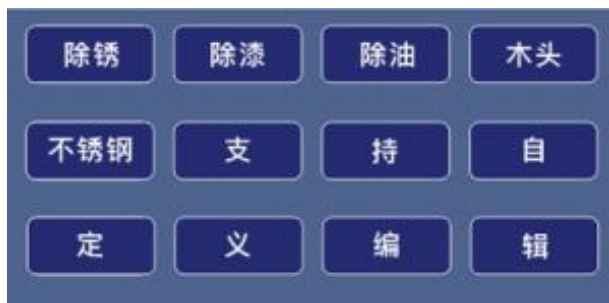 除锈 除漆 除油 木头
不锈钢 支 持 自
定 义 编 辑